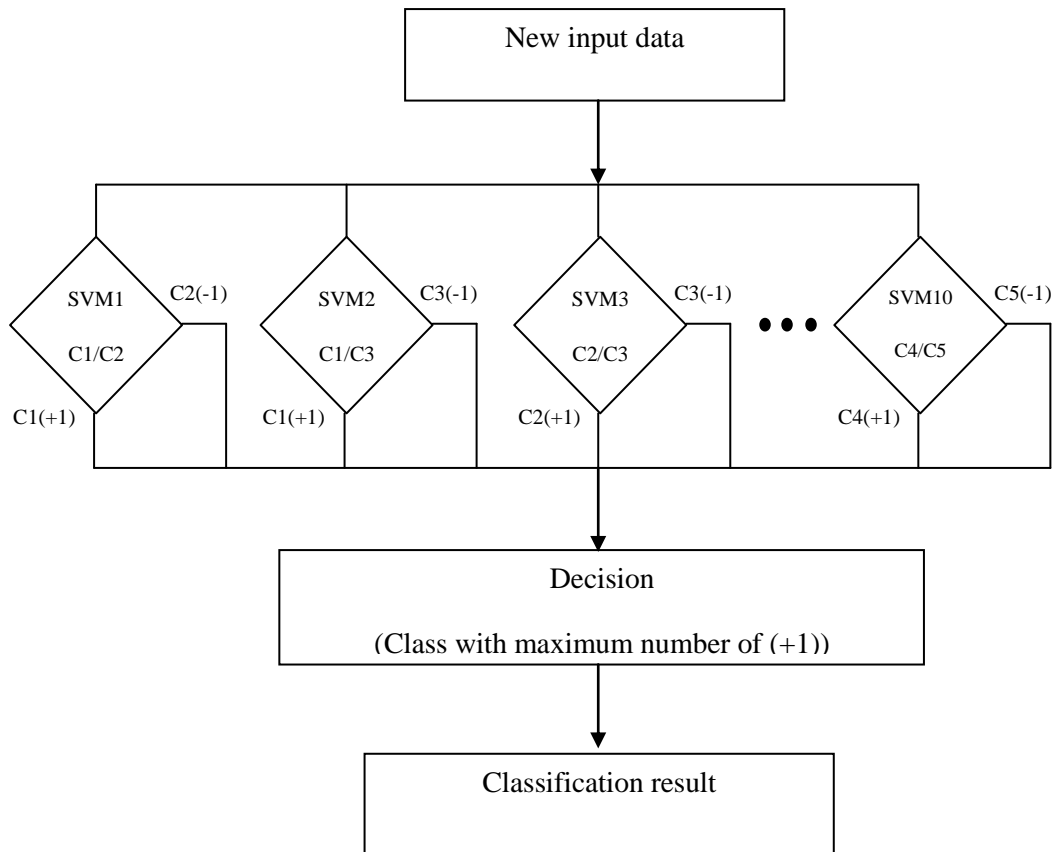 New input data
SVM1
C1/C2
C2(-1)
C1(+1)
SVM2
C1/C3
C3(-1)
C1(+1)
SVM3
C2/C3
C3(-1)
C2(+1)
SVM10
C4/C5
C5(-1)
C4(+1)
Decision
(Class with maximum number of (+1))
Classification result